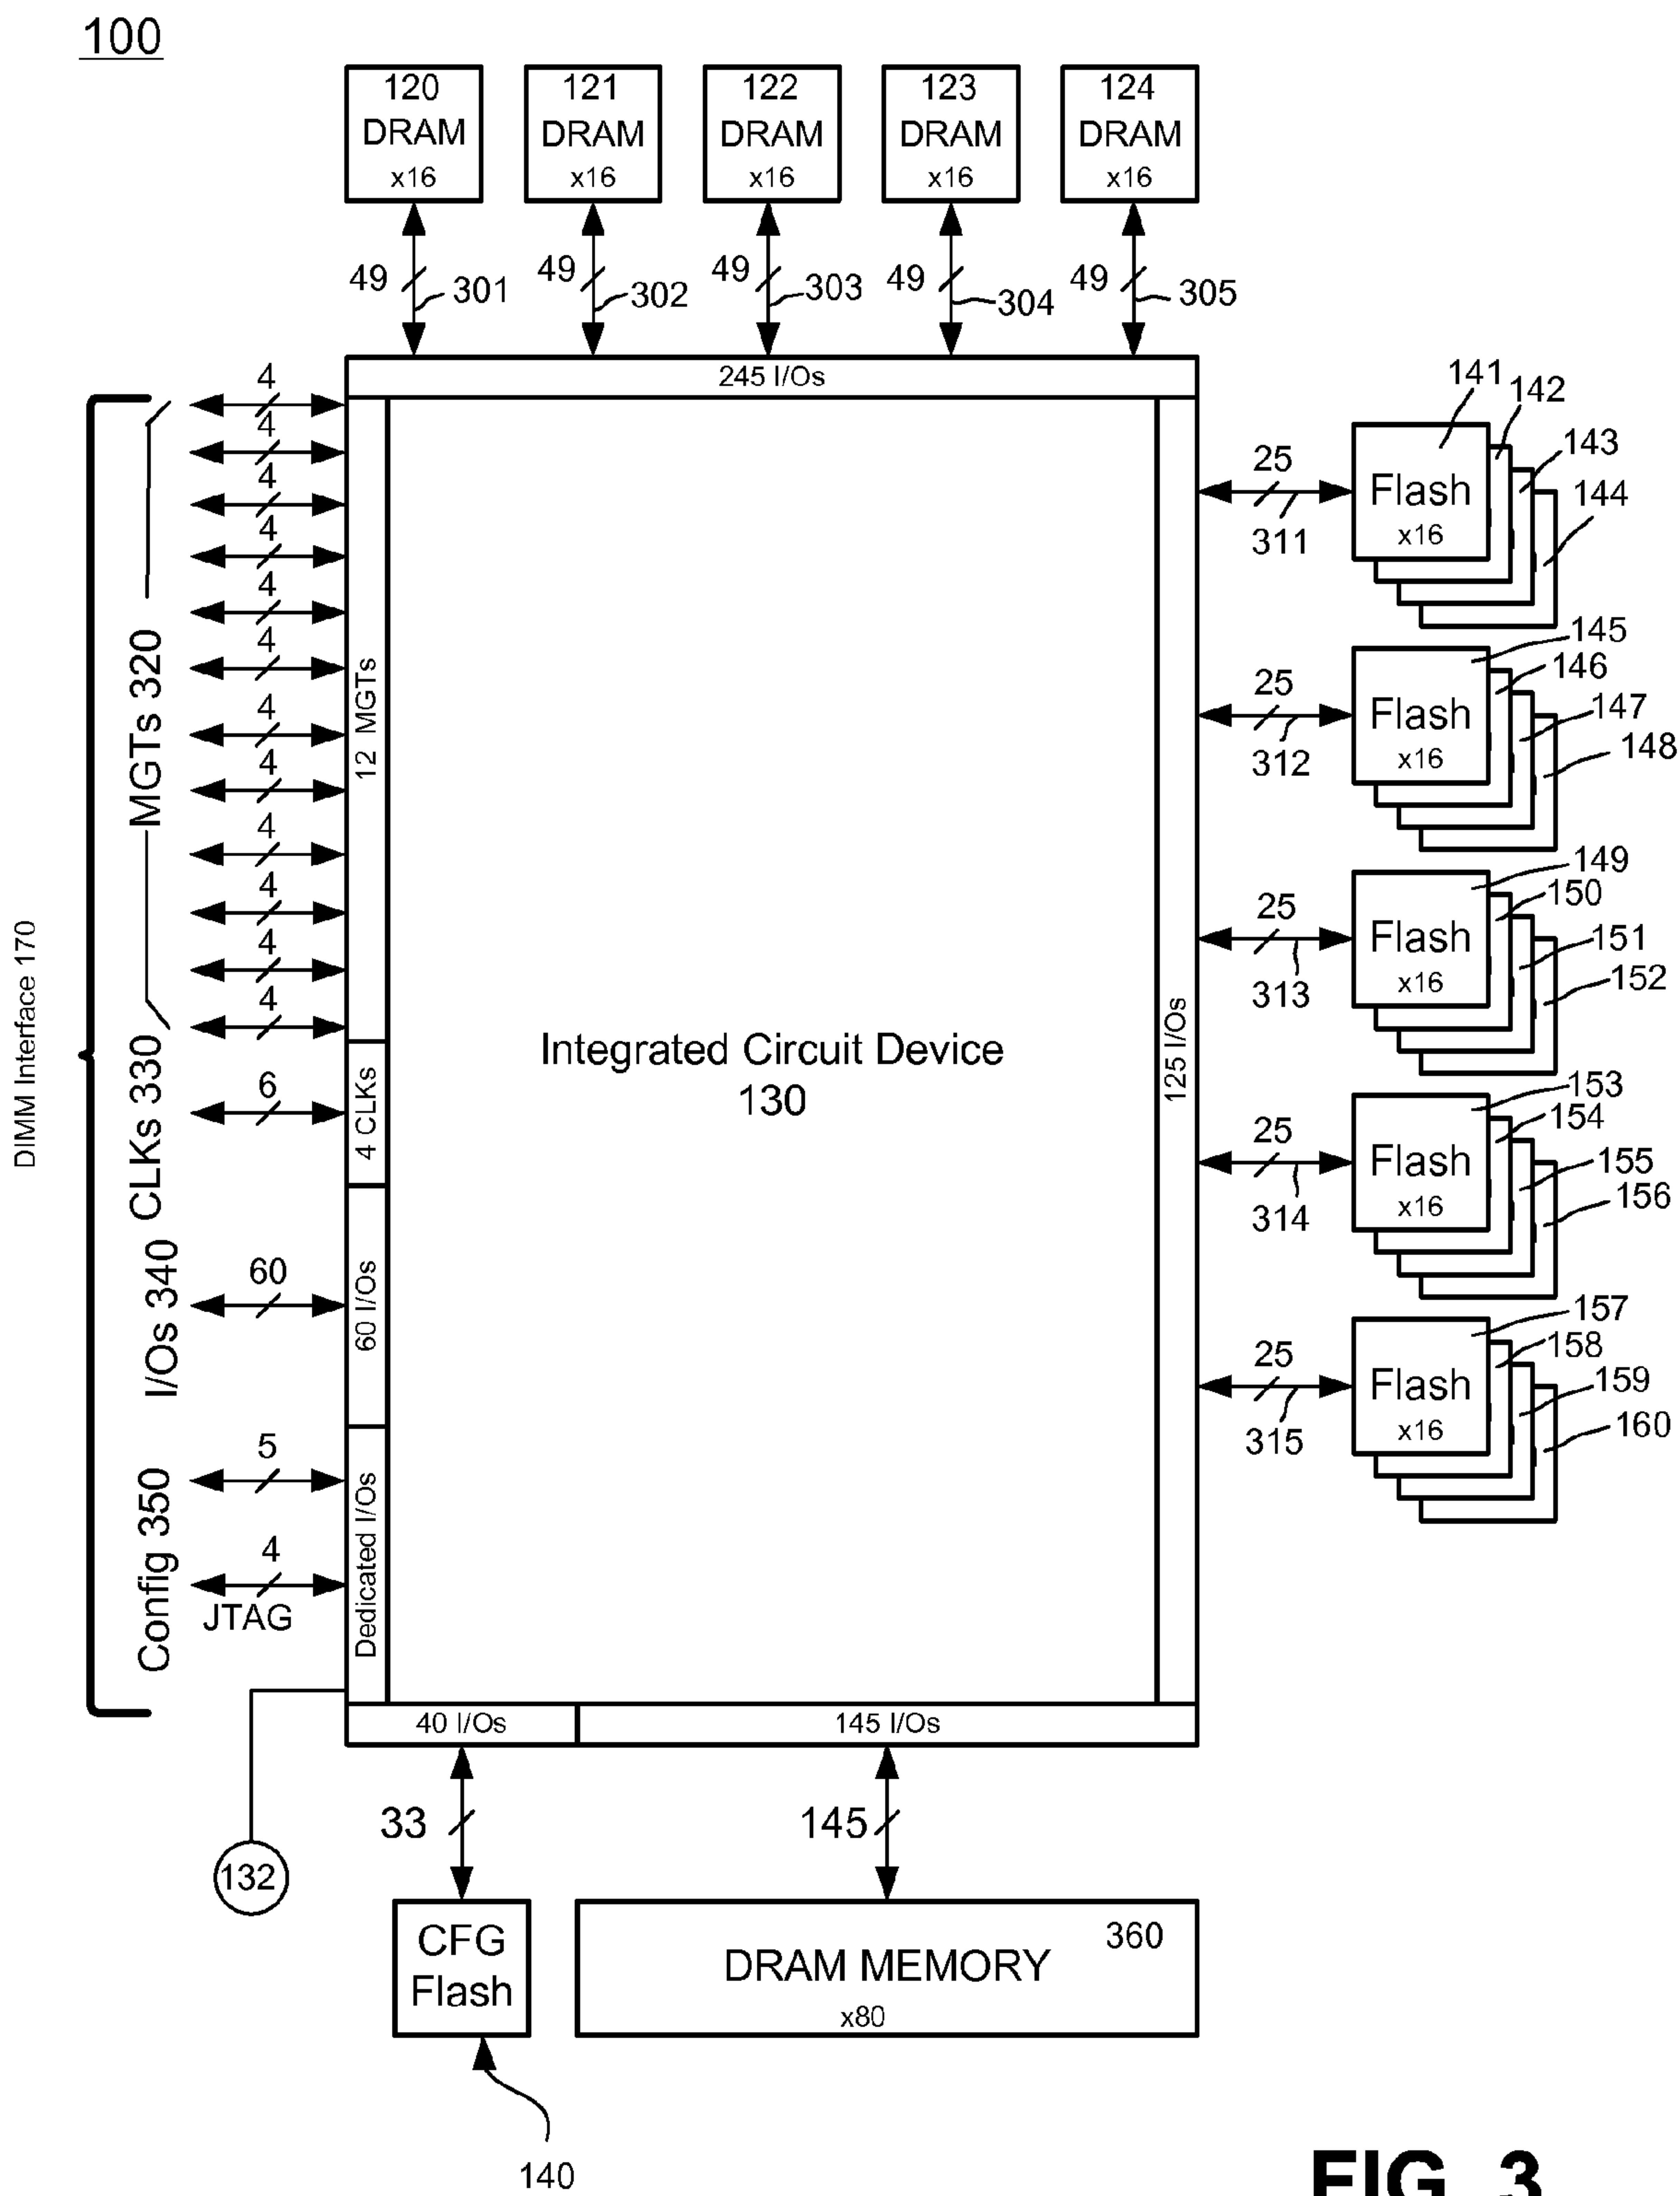 100
120
DRAM
x16
121
DRAM
x16
122
DRAM
x16
123
DRAM
x16
124
DRAM
x16
49
301
49
302
49
303
49
304
49
305
245 I/Os
4
4
4
4
4
4
4
4
4
4
4
4
6
60
5
4
JTAG
DIMM Interface 170
MGTs 320
CLKs 330
I/Os 340
Config 350
12 MGTs
4 CLKs
60 I/Os
Dedicated I/Os
Integrated Circuit Device
130
125 I/Os
25
311
Flash
x16
141
142
143
144
25
312
Flash
x16
145
146
147
148
25
313
Flash
x16
149
150
151
152
25
314
Flash
x16
153
154
155
156
25
315
Flash
x16
157
158
159
160
40 I/Os
145 I/Os
33
145
132
CFG
Flash
360
DRAM MEMORY
x80
140
FIG. 3